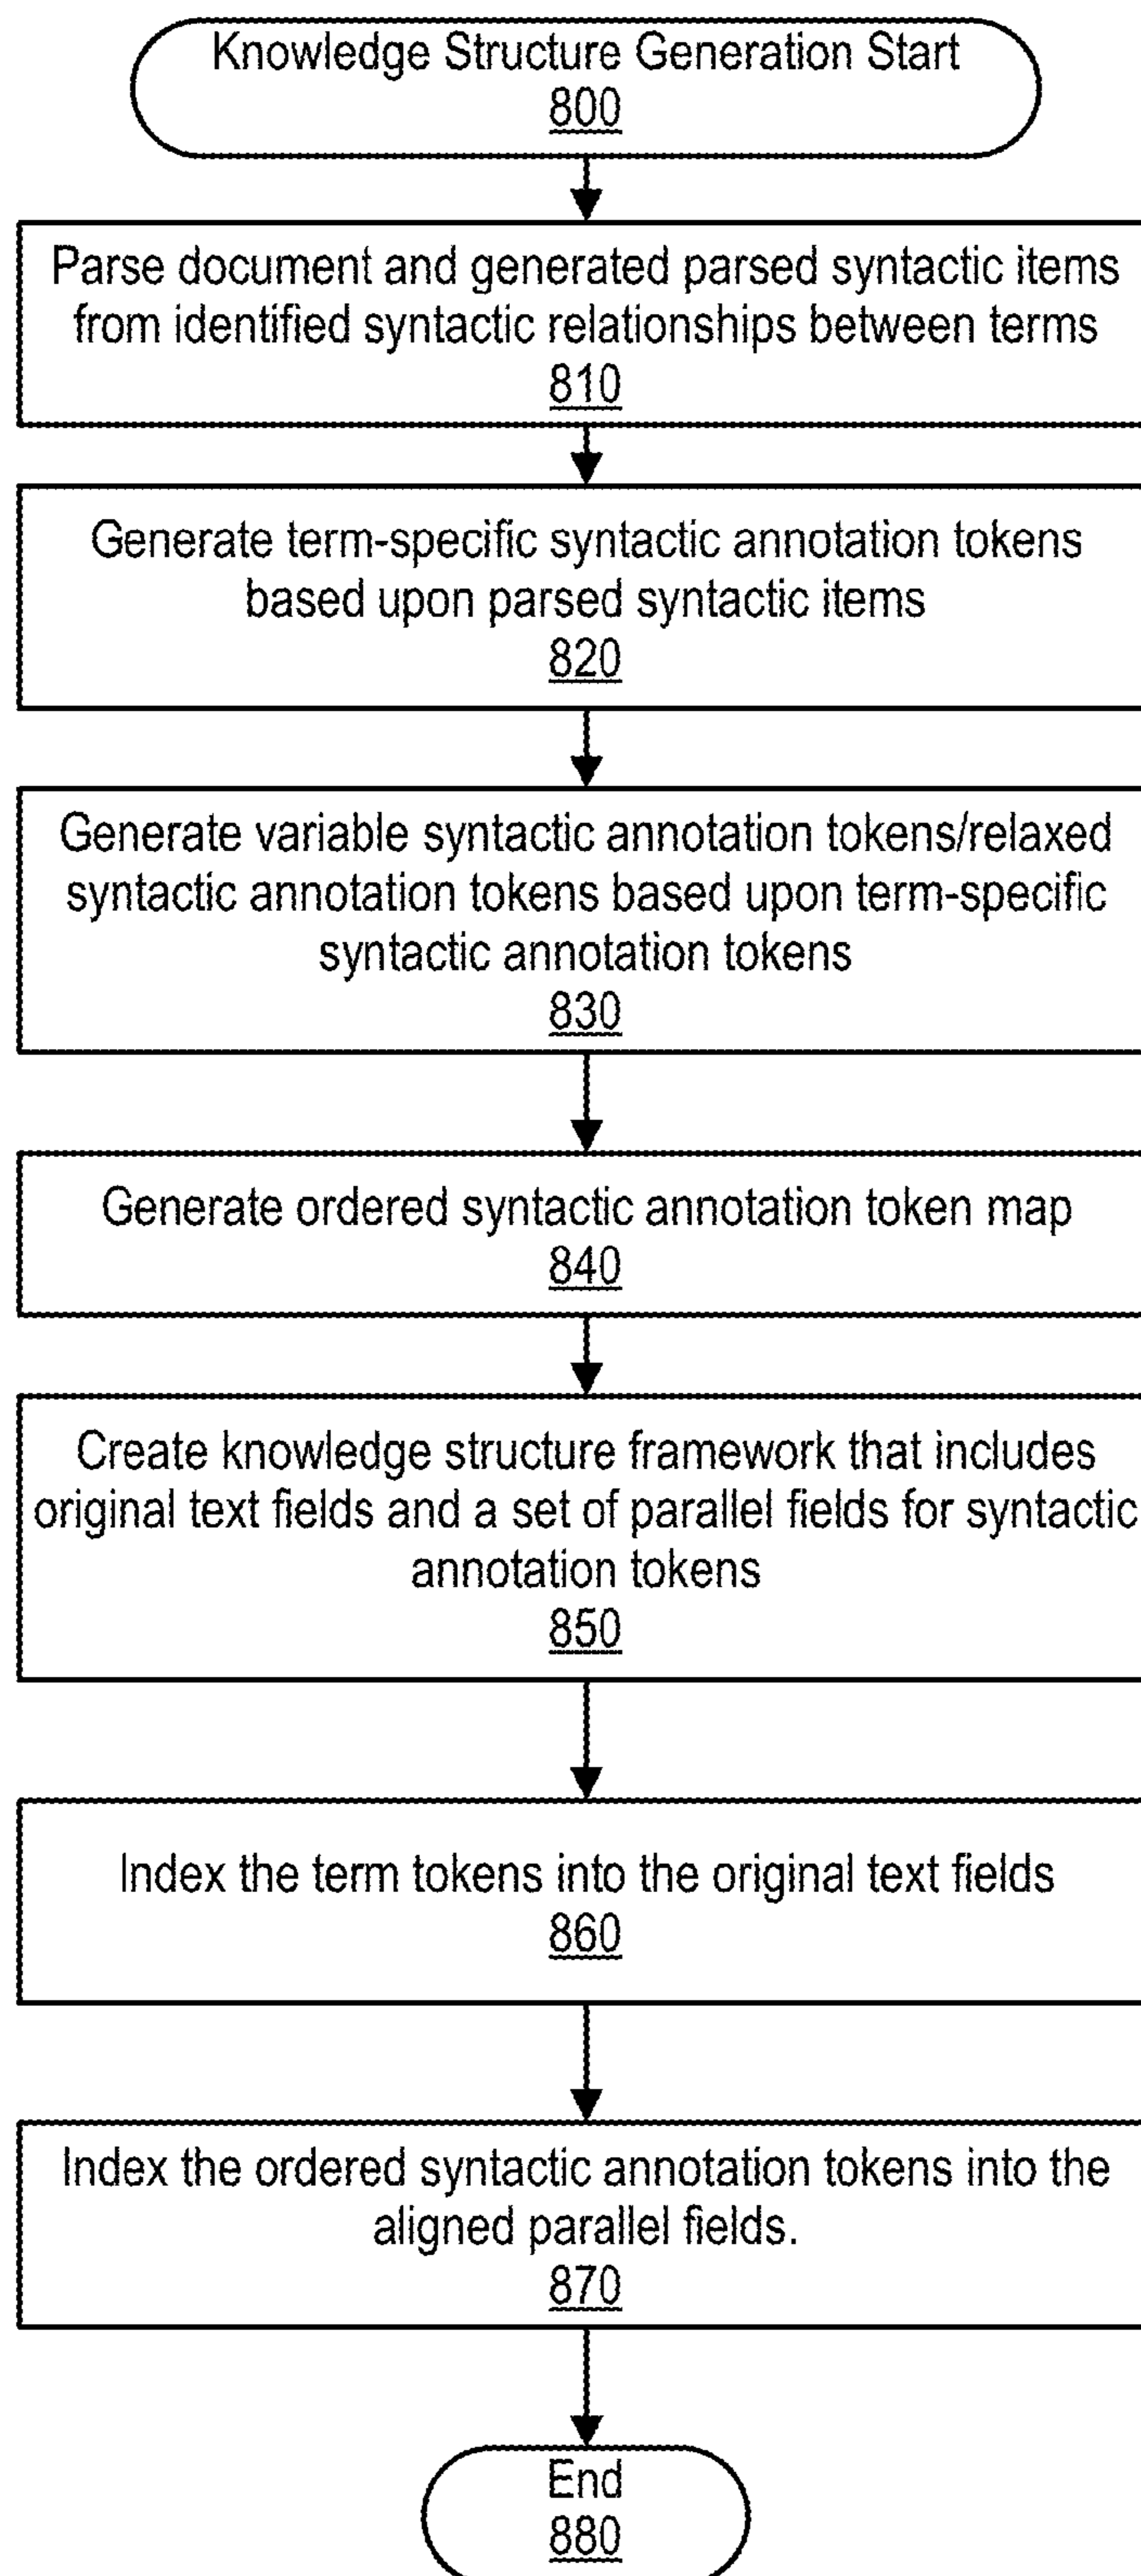 Knowledge Structure Generation Start
800
Parse document and generated parsed syntactic items
from identified syntactic relationships between terms
810
Generate term-specific syntactic annotation tokens
based upon parsed syntactic items
820
Generate variable syntactic annotation tokens/relaxed
syntactic annotation tokens based upon term-specific
syntactic annotation tokens
830
Generate ordered syntactic annotation token map
840
Create knowledge structure framework that includes
original text fields and a set of parallel fields for syntactic
annotation tokens
850
Index the term tokens into the original text fields
860
Index the ordered syntactic annotation tokens into the
aligned parallel fields.
870
End
880